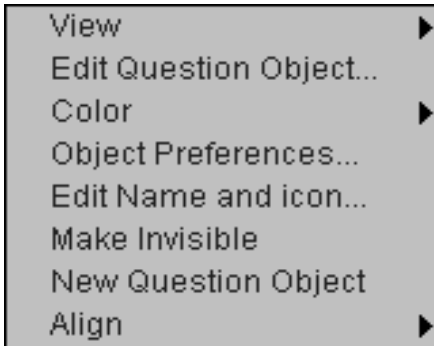 View
Edit Question Object...
Color
Object Preferences...
Edit Name and icon...
Make Invisible
New Question Object
Align